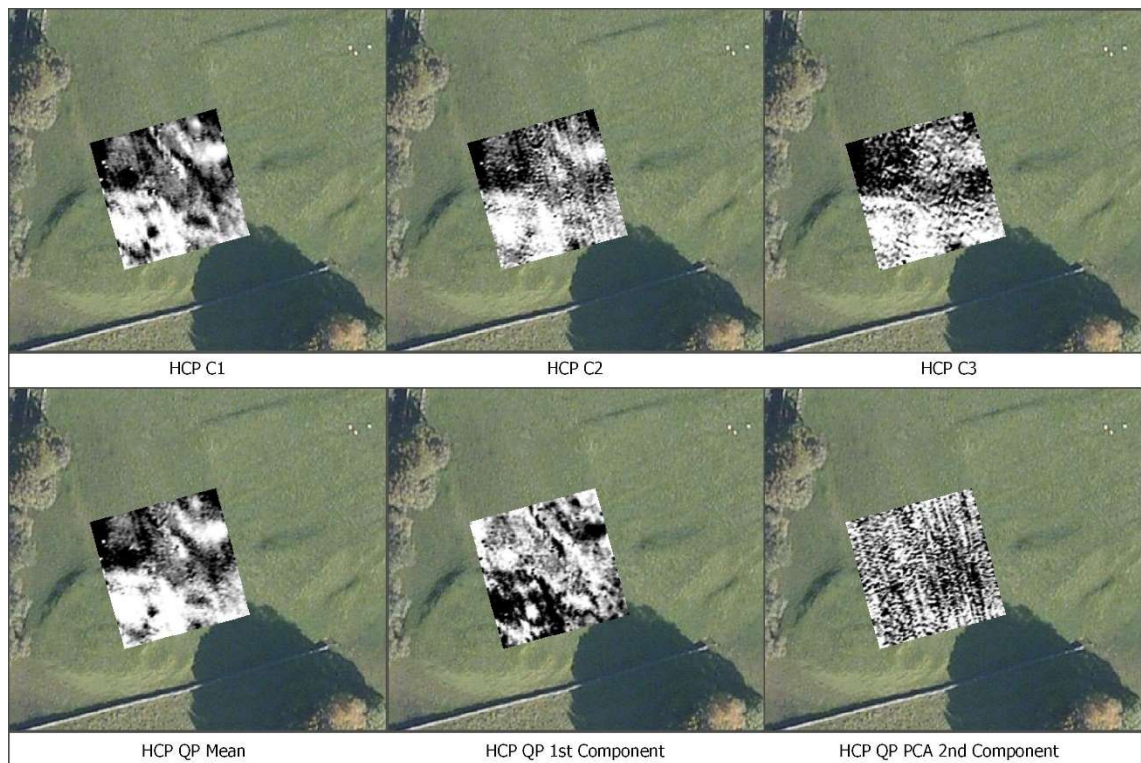 HCP C1
HCP C2
HCP C3
HCP QP Mean
HCP QP 1st Component
HCP QP PCA 2nd Component